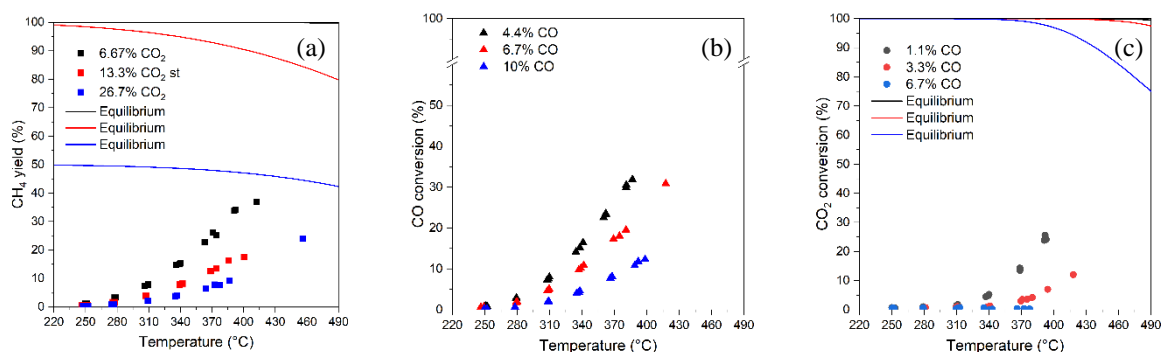 (a)
100
90
80
70
60
50
40
30
20
10
0
CH₄ yield (%)
6.67% CO₂
13.3% CO₂ st
26.7% CO₂
Equilibrium
Equilibrium
Equilibrium
220 250 280 310 340 370 400 430 460 490
Temperature (°C)
(b)
100
90
50
40
30
20
10
0
CO conversion (%)
4.4% CO
6.7% CO
10% CO
220 250 280 310 340 370 400 430 460 490
Temperature (°C)
(c)
100
90
80
70
60
50
40
30
20
10
0
CO₂ conversion (%)
1.1% CO
3.3% CO
6.7% CO
Equilibrium
Equilibrium
Equilibrium
220 250 280 310 340 370 400 430 460 490
Temperature (°C)